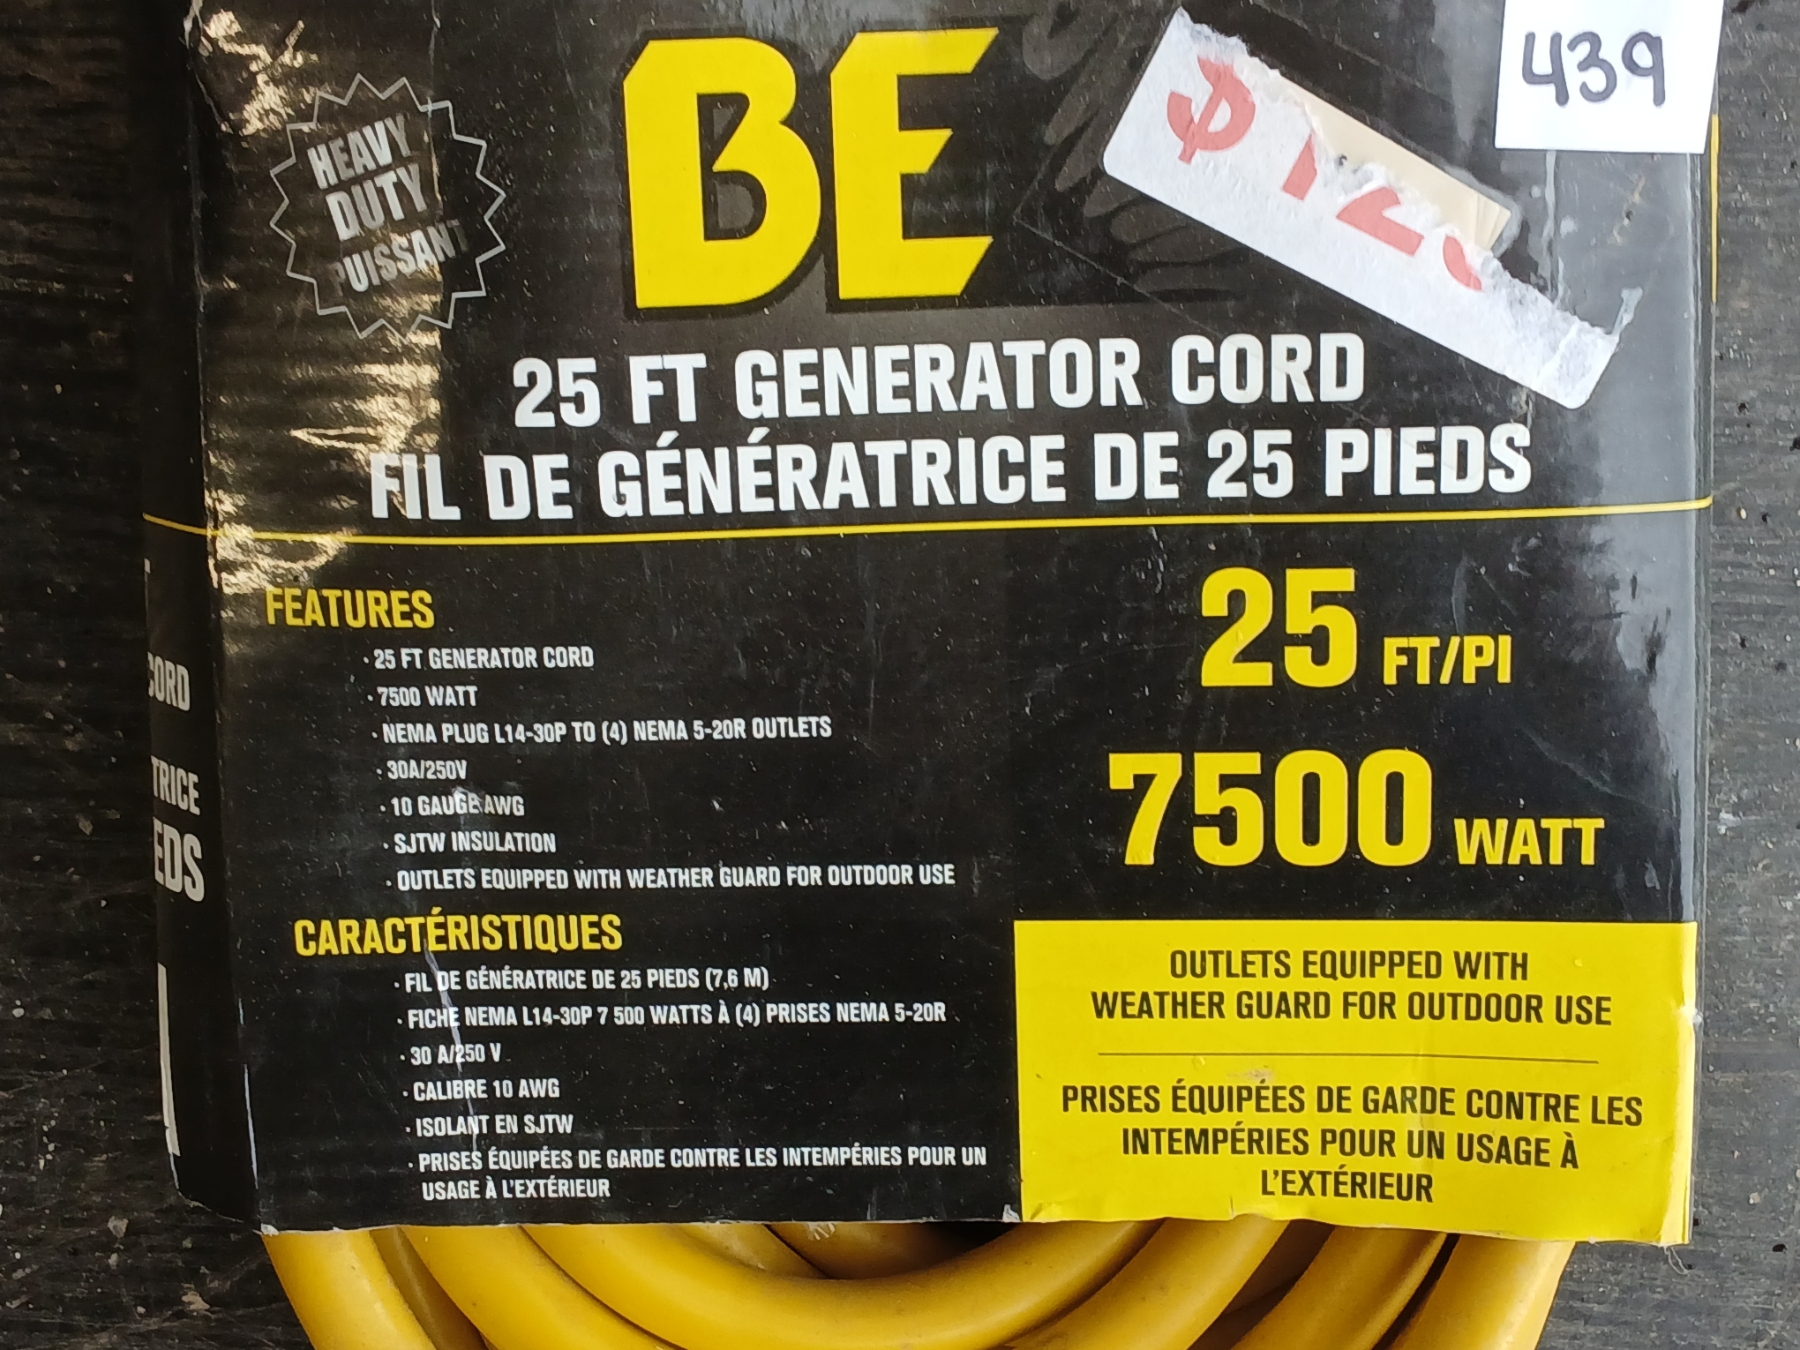 439
$12
HEAVY
DUTY
PUISSANT
BE
25 FT GENERATOR CORD
FIL DE GÉNÉRATRICE DE 25 PIEDS
FEATURES
· 25 FT GENERATOR CORD
· 7500 WATT
· NEMA PLUG L14-30P TO (4) NEMA 5-20R OUTLETS
· 30A/250V
· 10 GAUGE AWG
· SJTW INSULATION
· OUTLETS EQUIPPED WITH WEATHER GUARD FOR OUTDOOR USE
CARACTÉRISTIQUES
· FIL DE GÉNÉRATRICE DE 25 PIEDS (7,6 M)
· FICHE NEMA L14-30P 7 500 WATTS À (4) PRISES NEMA 5-20R
· 30 A/250 V
· CALIBRE 10 AWG
· ISOLANT EN SJTW
· PRISES ÉQUIPÉES DE GARDE CONTRE LES INTEMPÉRIES POUR UN
USAGE À L'EXTÉRIEUR
25 FT/PI
7500 WATT
OUTLETS EQUIPPED WITH
WEATHER GUARD FOR OUTDOOR USE
PRISES ÉQUIPÉES DE GARDE CONTRE LES
INTEMPÉRIES POUR UN USAGE À
L'EXTÉRIEUR
CORD
TRICE
EDS